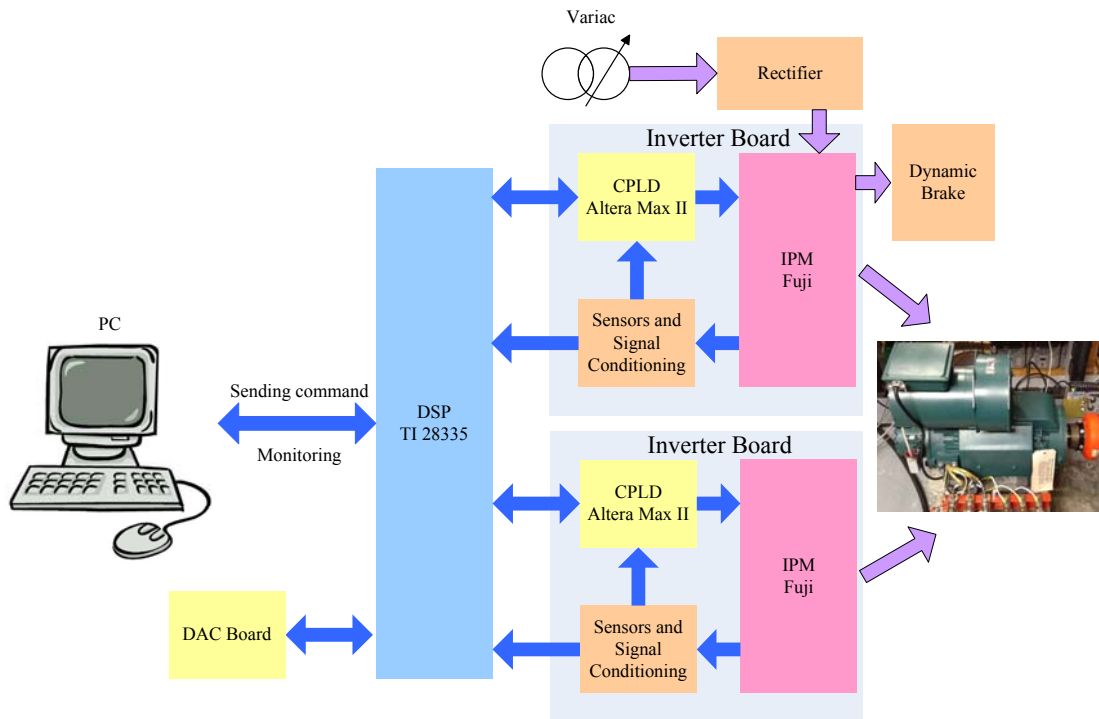 Variac
Rectifier
Inverter Board
CPLD
Altera Max II
IPM
Fuji
Dynamic
Brake
Sensors and
Signal
Conditioning
PC
Sending command
Monitoring
DSP
TI 28335
Inverter Board
CPLD
Altera Max II
IPM
Fuji
Sensors and
Signal
Conditioning
DAC Board